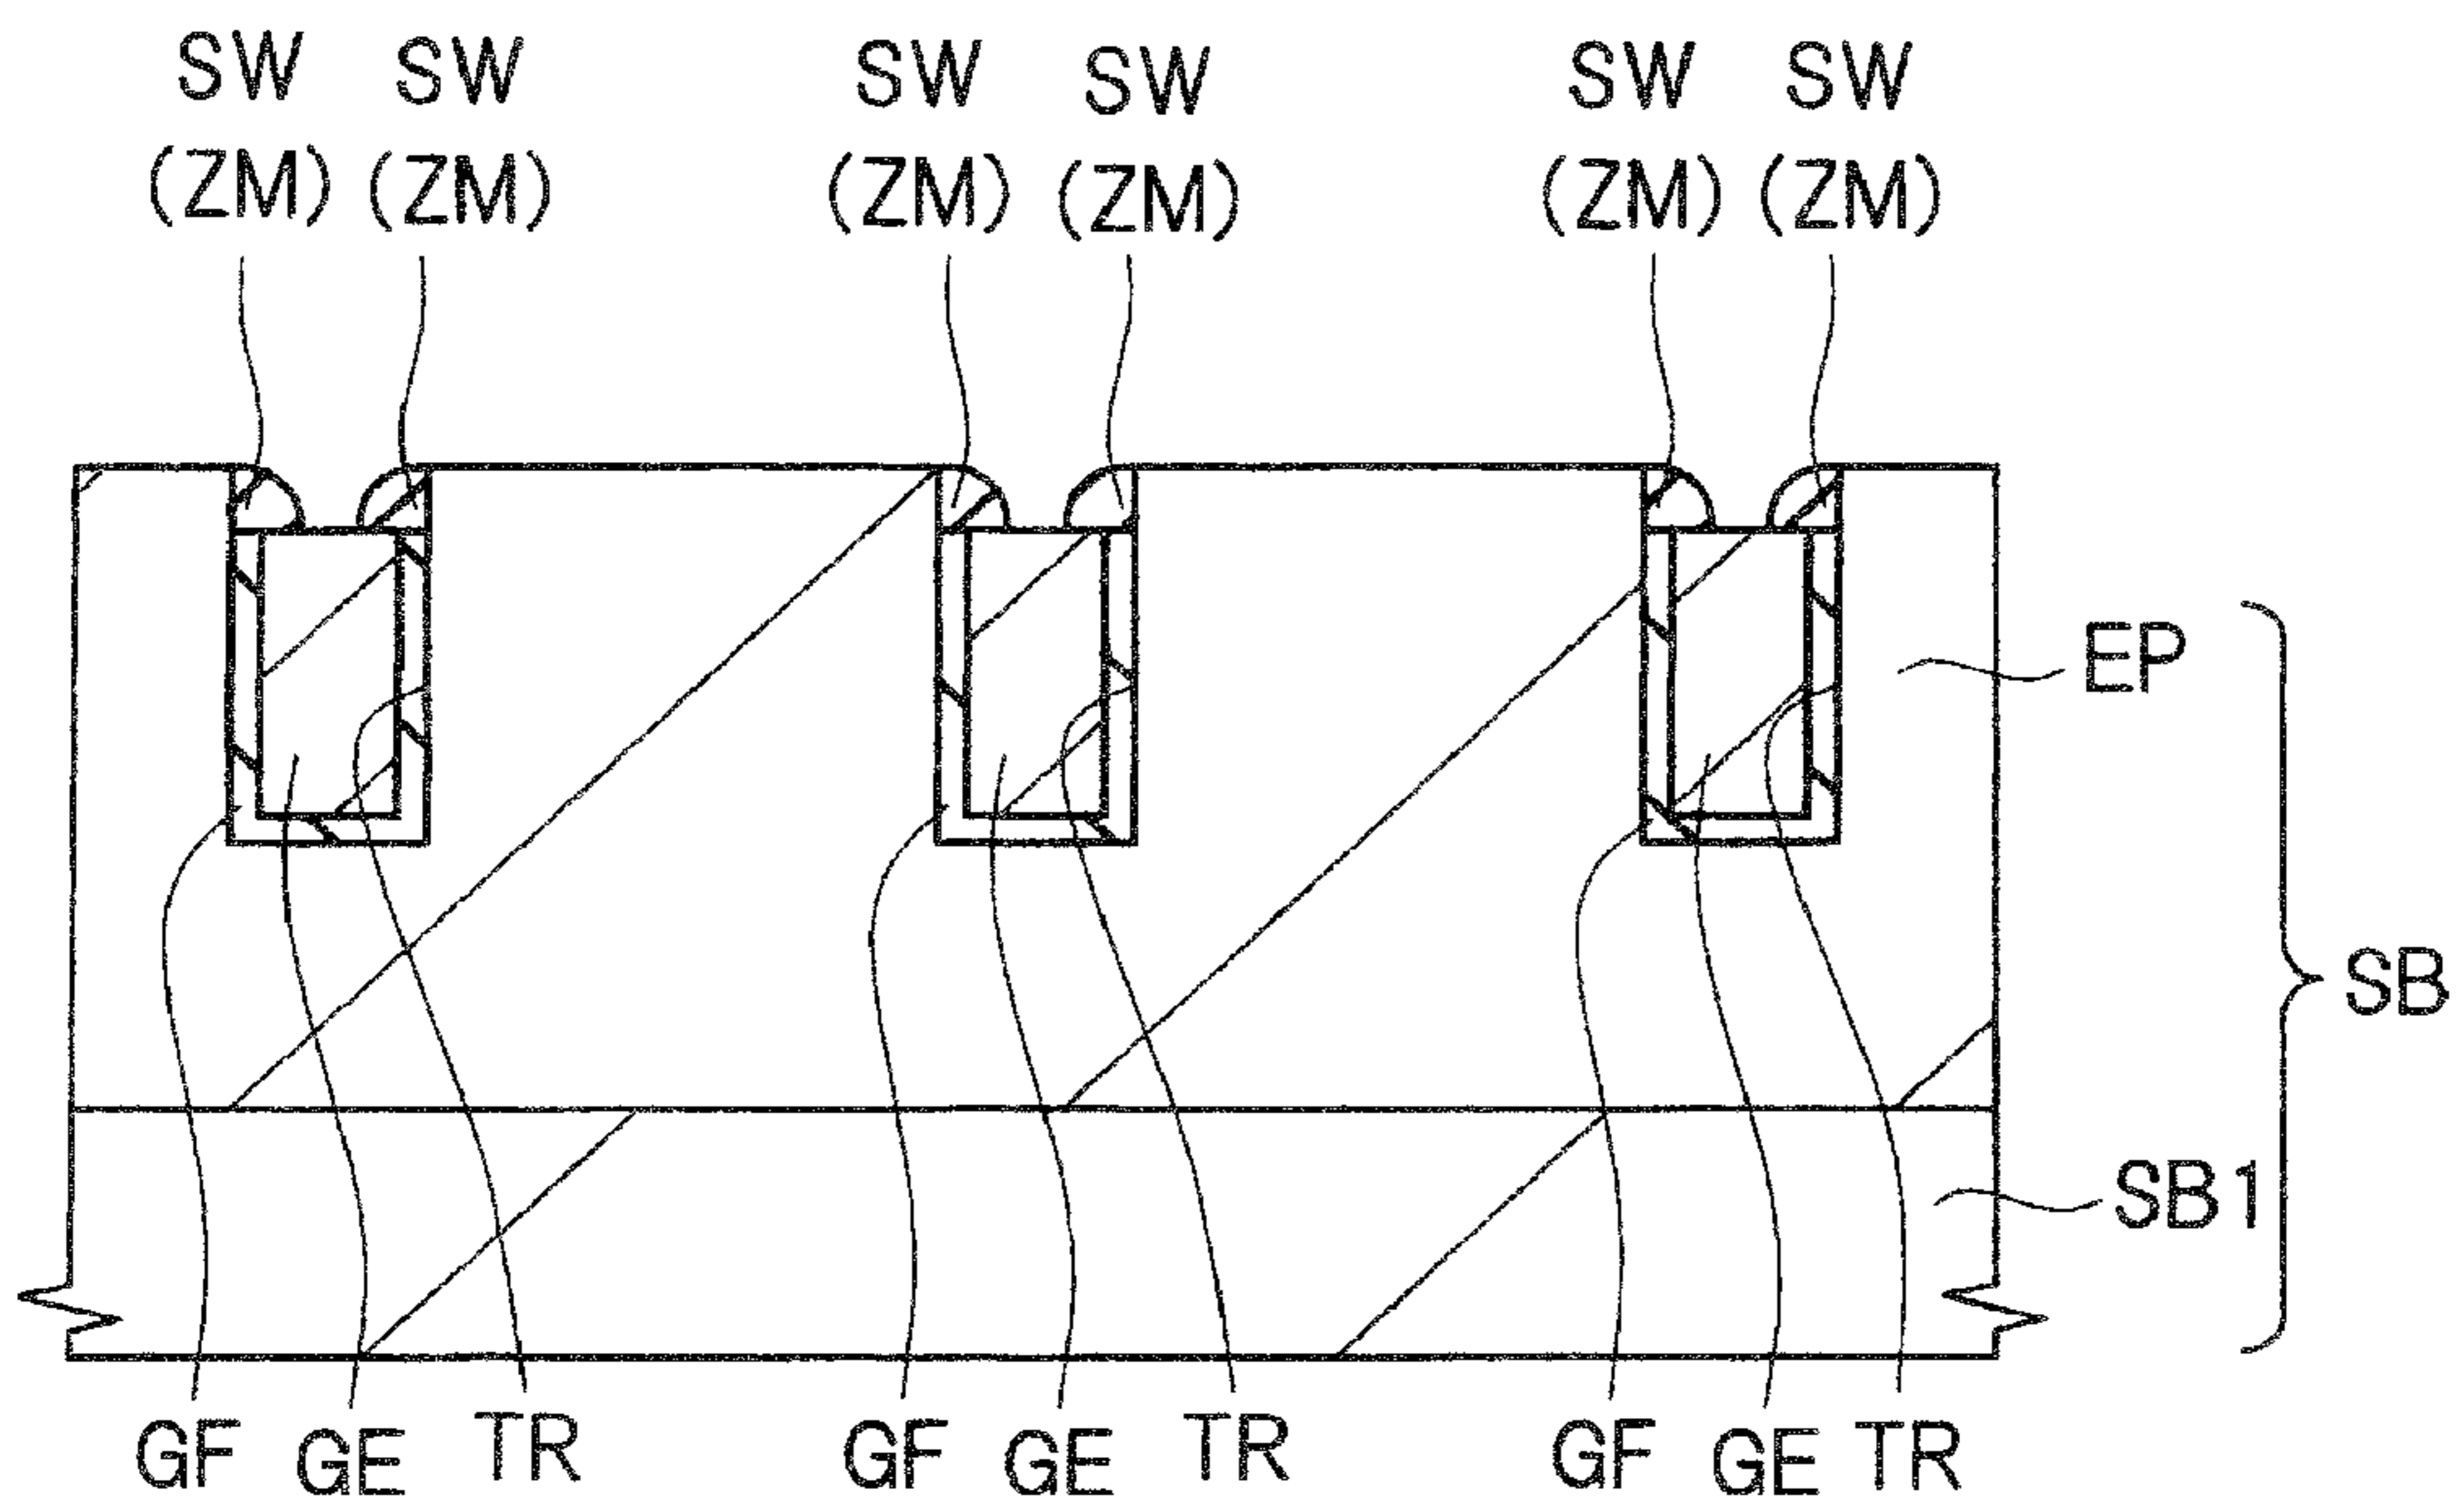 SW SW SW SW SW SW
(ZM) (ZM) (ZM) (ZM) (ZM) (ZM)
EP
SB
SB1
GF GE TR GF GE TR GF GE TR